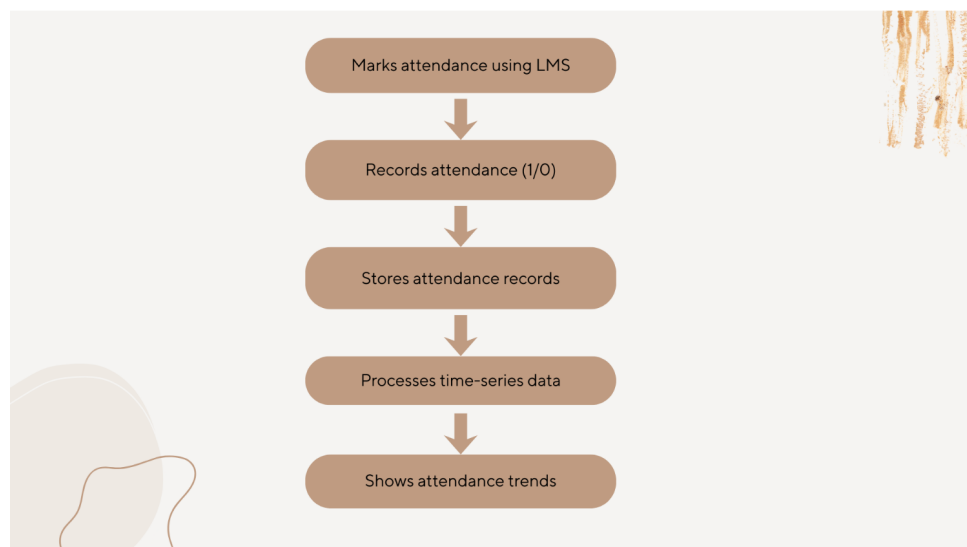 Marks attendance using LMS
Records attendance (1/0)
Stores attendance records
Processes time-series data
Shows attendance trends